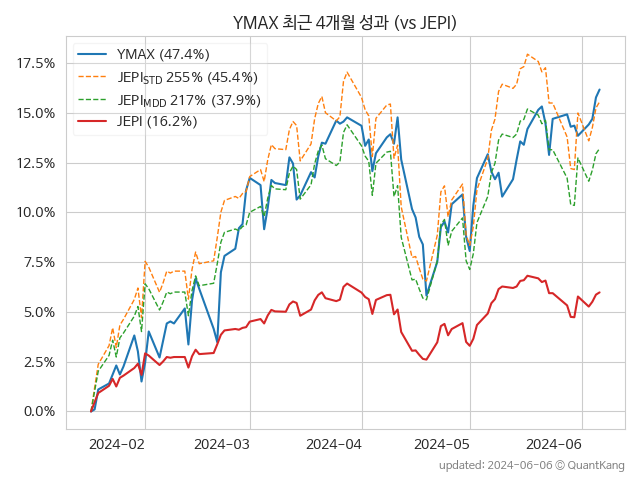 YMAX 최근 4개월 성과 (vs JEPI)
YMAX (47.4%)
JEPI_STD 255% (45.4%)
JEPI_MDD 217% (37.9%)
JEPI (16.2%)
17.5%
15.0%
12.5%
10.0%
7.5%
5.0%
2.5%
0.0%
2024-02 2024-03 2024-04 2024-05 2024-06
updated: 2024-06-06 ⓒ QuantKang